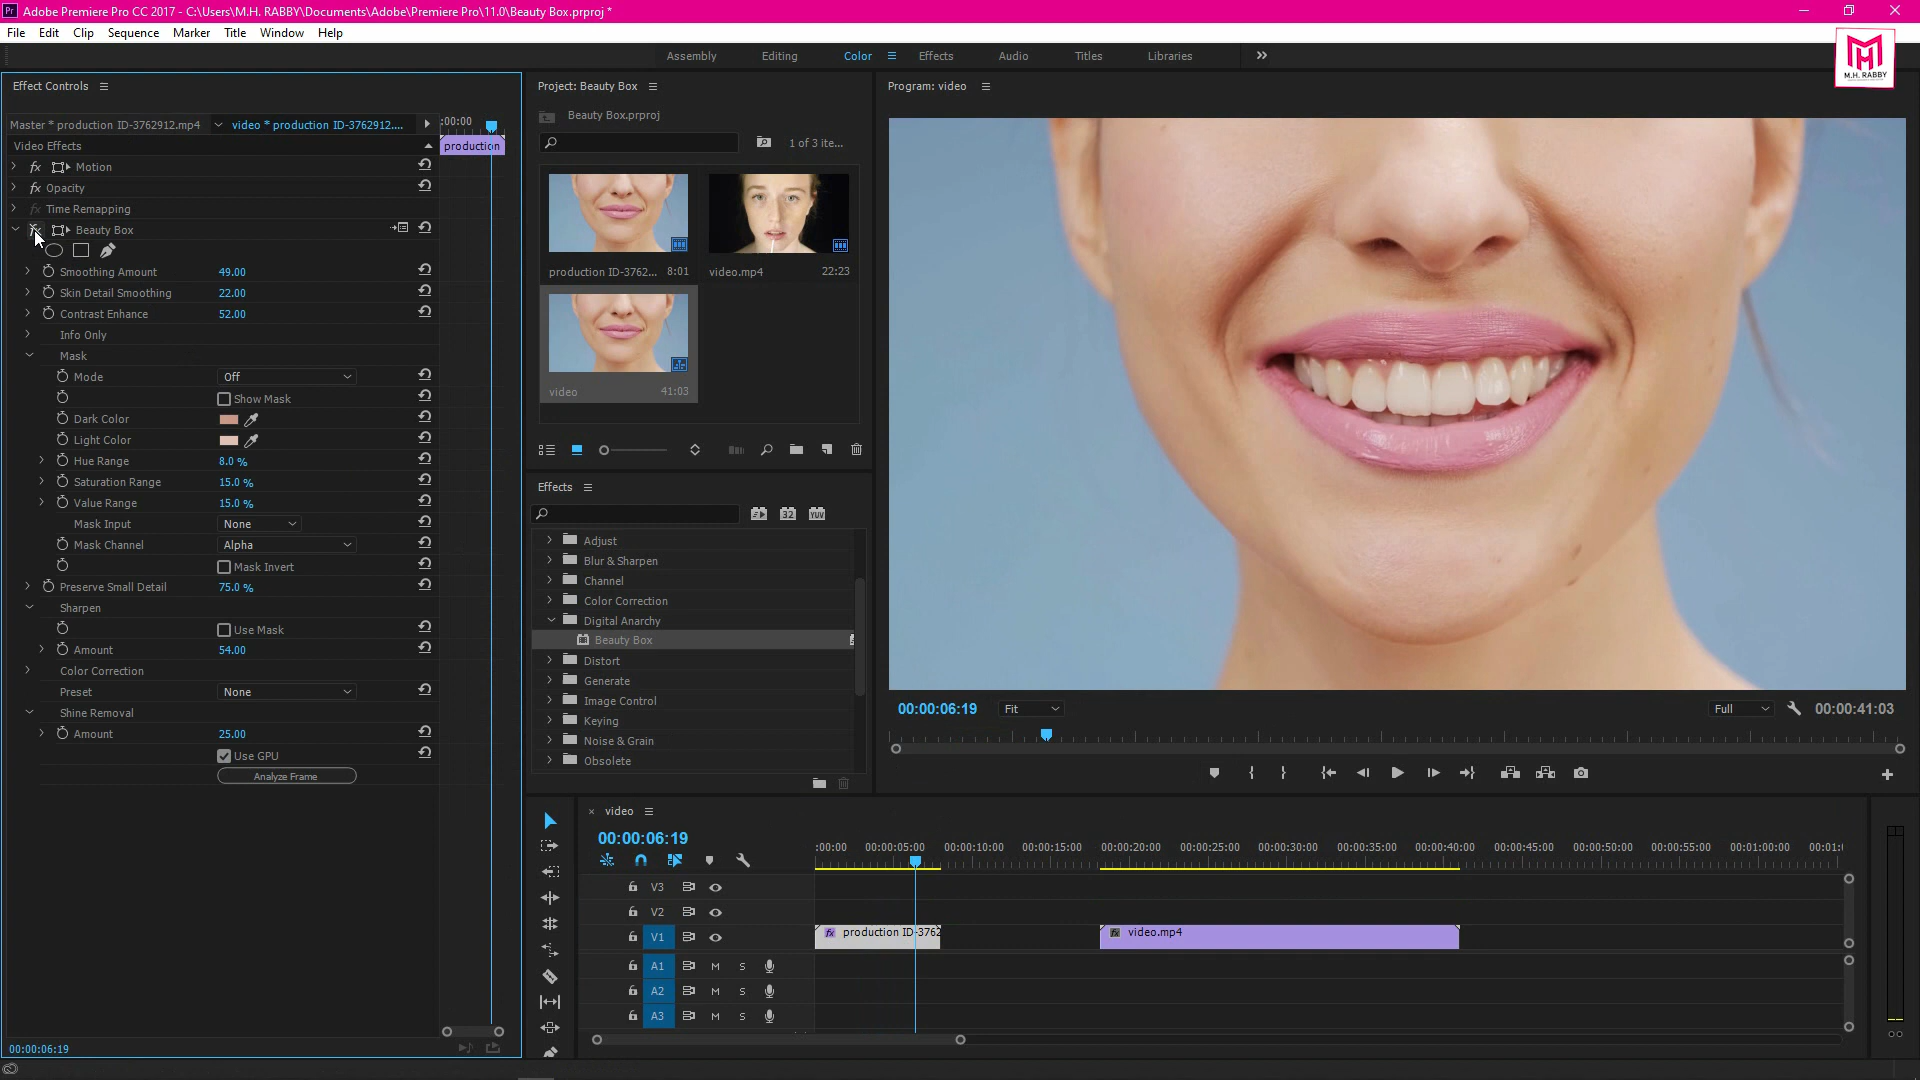 Pr Adobe Premiere Pro CC 2017 - C:\Users\M.H. RABBY\Documents\Adobe\Premiere Pro\11.0\Beauty Box.prproj *
File Edit Clip Sequence Marker Title Window Help
Assembly Editing Color Effects Audio Titles Libraries
M.H. RABBY
Effect Controls
Master * production ID-3762912.mp4 video * production ID-3762912....
:00:00
production
Video Effects
fx Motion
fx Opacity
fx Time Remapping
fx Beauty Box
Smoothing Amount 49.00
Skin Detail Smoothing 22.00
Contrast Enhance 52.00
Info Only
Mask
Mode Off
Show Mask
Dark Color
Light Color
Hue Range 8.0 %
Saturation Range 15.0 %
Value Range 15.0 %
Mask Input None
Mask Channel Alpha
Mask Invert
Preserve Small Detail 75.0 %
Sharpen
Use Mask
Amount 54.00
Color Correction
Preset None
Shine Removal
Amount 25.00
Use GPU
Analyze Frame
00:00:06:19
Project: Beauty Box
Beauty Box.prproj
1 of 3 ite...
production ID-3762... 8:01
video.mp4 22:23
video 41:03
Effects
32 YUV
Adjust
Blur & Sharpen
Channel
Color Correction
Digital Anarchy
Beauty Box
Distort
Generate
Image Control
Keying
Noise & Grain
Obsolete
Program: video
00:00:06:19 Fit Full 00:00:41:03
× video
00:00:06:19
:00:00 00:00:05:00 00:00:10:00 00:00:15:00 00:00:20:00 00:00:25:00 00:00:30:00 00:00:35:00 00:00:40:00 00:00:45:00 00:00:50:00 00:00:55:00 00:01:00:00 00:01:
V3
V2
V1
fx production ID-3762
fx video.mp4
A1 M S
A2 M S
A3 M S